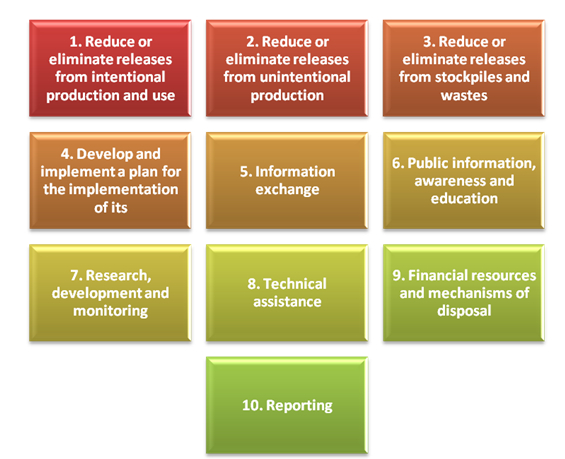 1. Reduce or
eliminate releases
from intentional
production and use
2. Reduce or
eliminate releases
from unintentional
production
3. Reduce or
eliminate releases
from stockpiles and
wastes
4. Develop and
implement a plan for
the implementation
of its
5. Information
exchange
6. Public information,
awareness and
education
7. Research,
development and
monitoring
8. Technical
assistance
9. Financial resources
and mechanisms of
disposal
10. Reporting